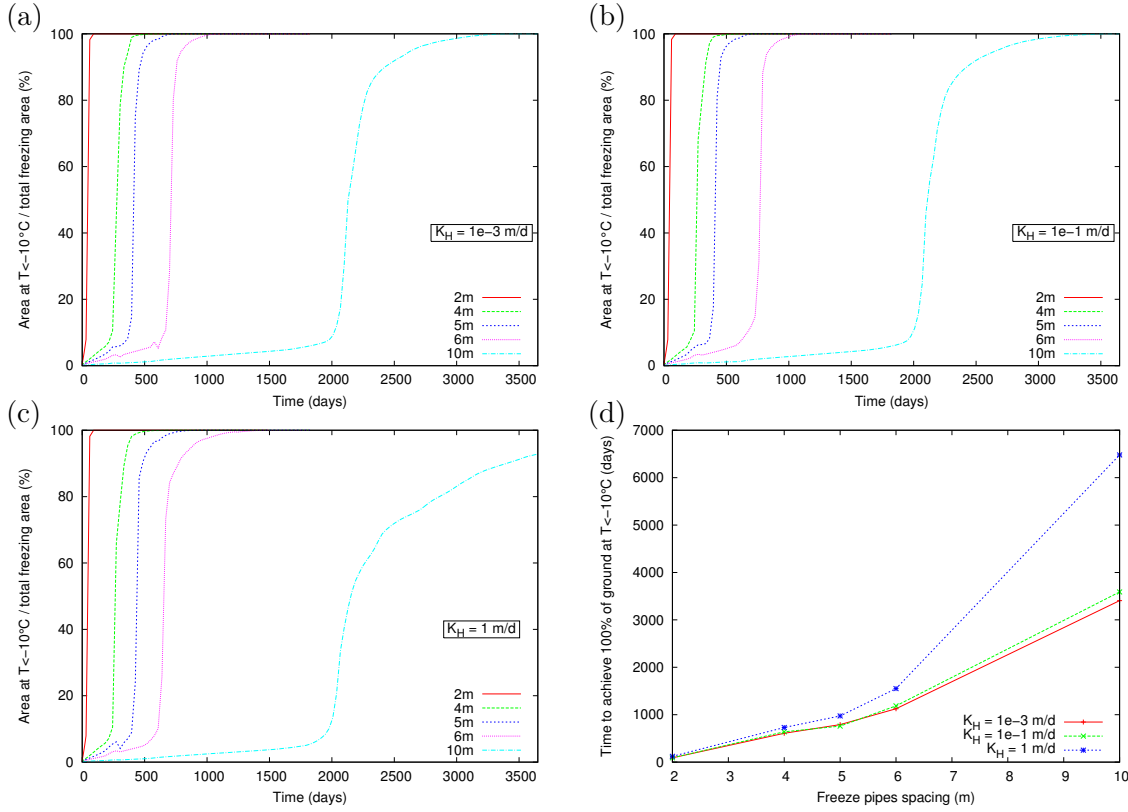 (a)
Area at T<−10°C / total freezing area (%)
100
80
60
40
20
0
K_H = 1e−3 m/d
2m
4m
5m
6m
10m
0 500 1000 1500 2000 2500 3000 3500
Time (days)
(b)
Area at T<−10°C / total freezing area (%)
100
80
60
40
20
0
K_H = 1e−1 m/d
2m
4m
5m
6m
10m
0 500 1000 1500 2000 2500 3000 3500
Time (days)
(c)
Area at T<−10°C / total freezing area (%)
100
80
60
40
20
0
K_H = 1 m/d
2m
4m
5m
6m
10m
0 500 1000 1500 2000 2500 3000 3500
Time (days)
(d)
Time to achieve 100% of ground at T<−10°C (days)
7000
6000
5000
4000
3000
2000
1000
0
K_H = 1e−3 m/d
K_H = 1e−1 m/d
K_H = 1 m/d
2 3 4 5 6 7 8 9 10
Freeze pipes spacing (m)